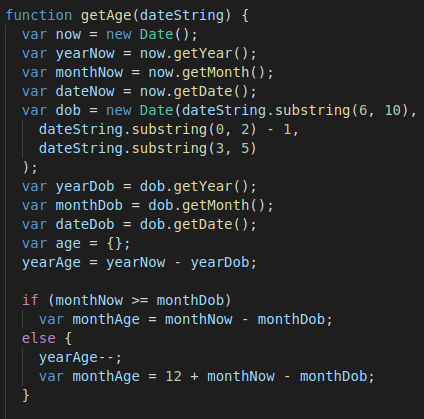 function getAge(dateString) {
  var now = new Date();
  var yearNow = now.getYear();
  var monthNow = now.getMonth();
  var dateNow = now.getDate();
  var dob = new Date(dateString.substring(6, 10),
    dateString.substring(0, 2) - 1,
    dateString.substring(3, 5)
  );
  var yearDob = dob.getYear();
  var monthDob = dob.getMonth();
  var dateDob = dob.getDate();
  var age = {};
  yearAge = yearNow - yearDob;

  if (monthNow >= monthDob)
    var monthAge = monthNow - monthDob;
  else {
    yearAge--;
    var monthAge = 12 + monthNow - monthDob;
  }